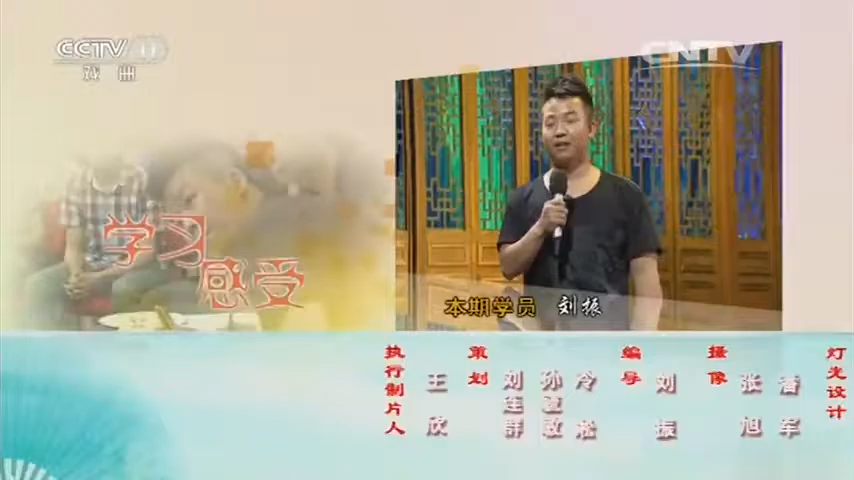 CCTV 11
戏曲
CNTV
学习
感受
本期学员 刘振
执行制片人
王欣
策划
刘连群
孙毓敏
冷淞
编导
刘振
摄像
张旭
潘军
灯光设计